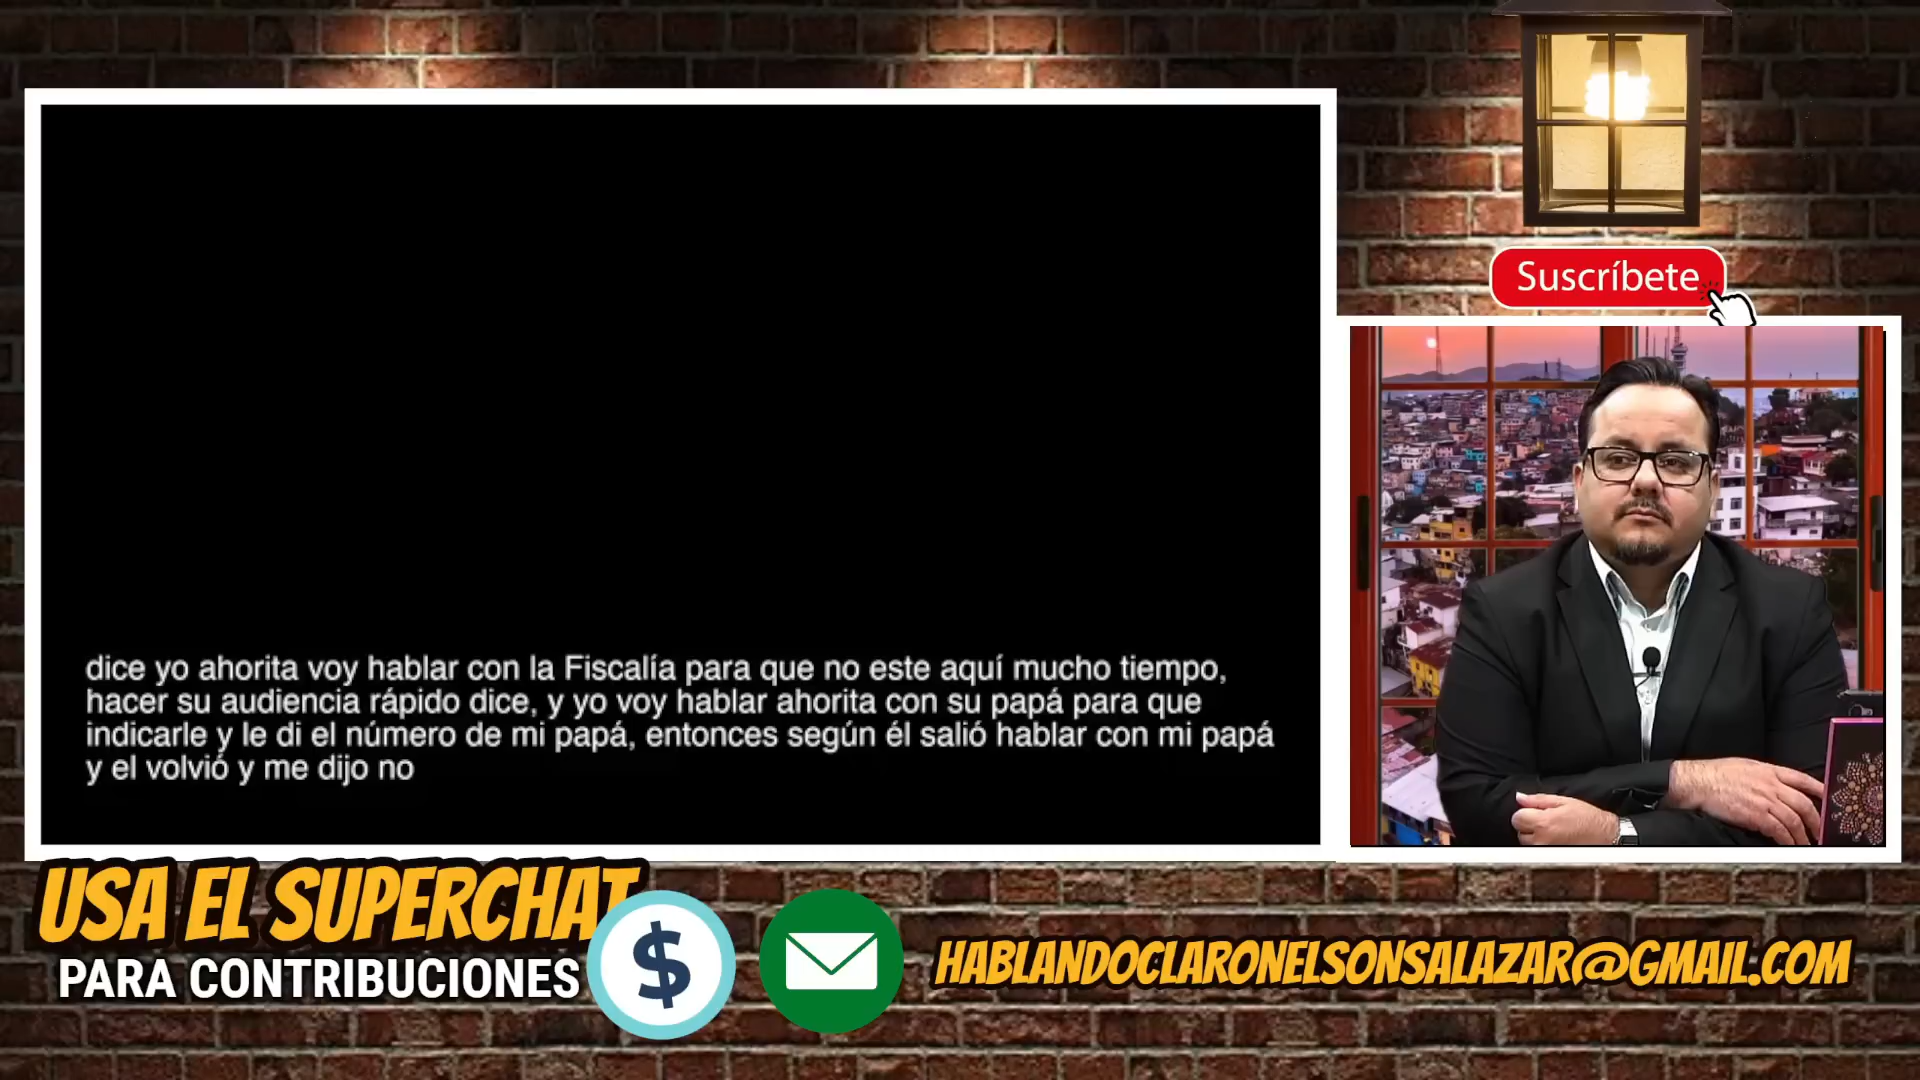 Suscríbete
dice yo ahorita voy hablar con la Fiscalía para que no este aquí mucho tiempo,
hacer su audiencia rápido dice, y yo voy hablar ahorita con su papá para que
indicarle y le di el número de mi papá, entonces según él salió hablar con mi papá
y el volvió y me dijo no
USA EL SUPERCHAT
PARA CONTRIBUCIONES
$
HABLANDOCLARONELSONSALAZAR@GMAIL.COM